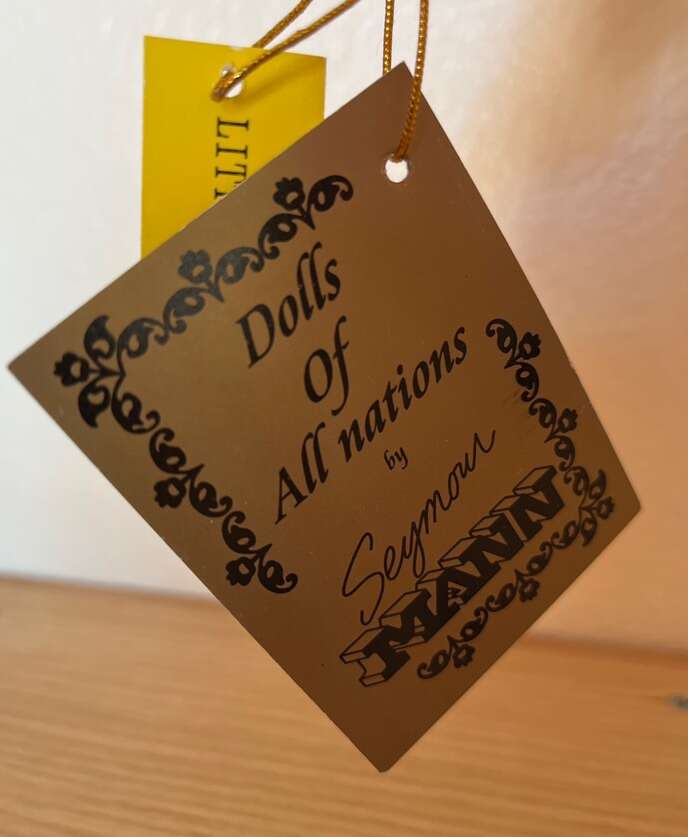 Dolls
Of
All nations
by
Seymour
MANN